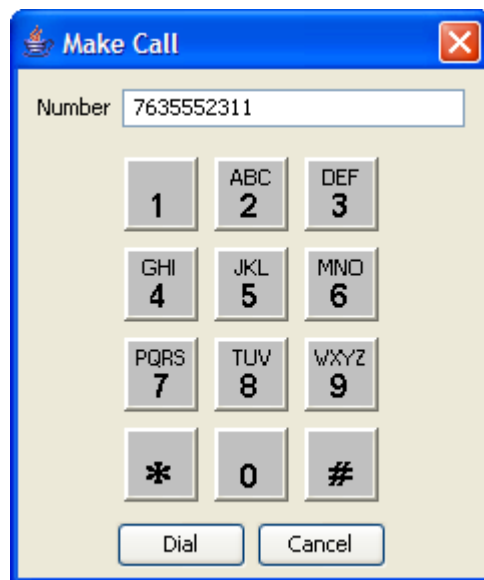 Make Call
Number 7635552311
ABC DEF
1 2 3
GHI JKL MNO
4 5 6
PQRS TUV WXYZ
7 8 9
* 0 #
Dial Cancel